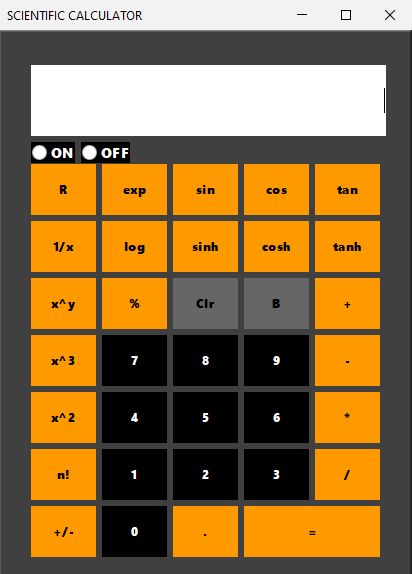 SCIENTIFIC CALCULATOR
ON OFF
R exp sin cos tan
1/x log sinh cosh tanh
x^y % Clr B +
x^3 7 8 9 -
x^2 4 5 6 *
n! 1 2 3 /
+/- 0 . =